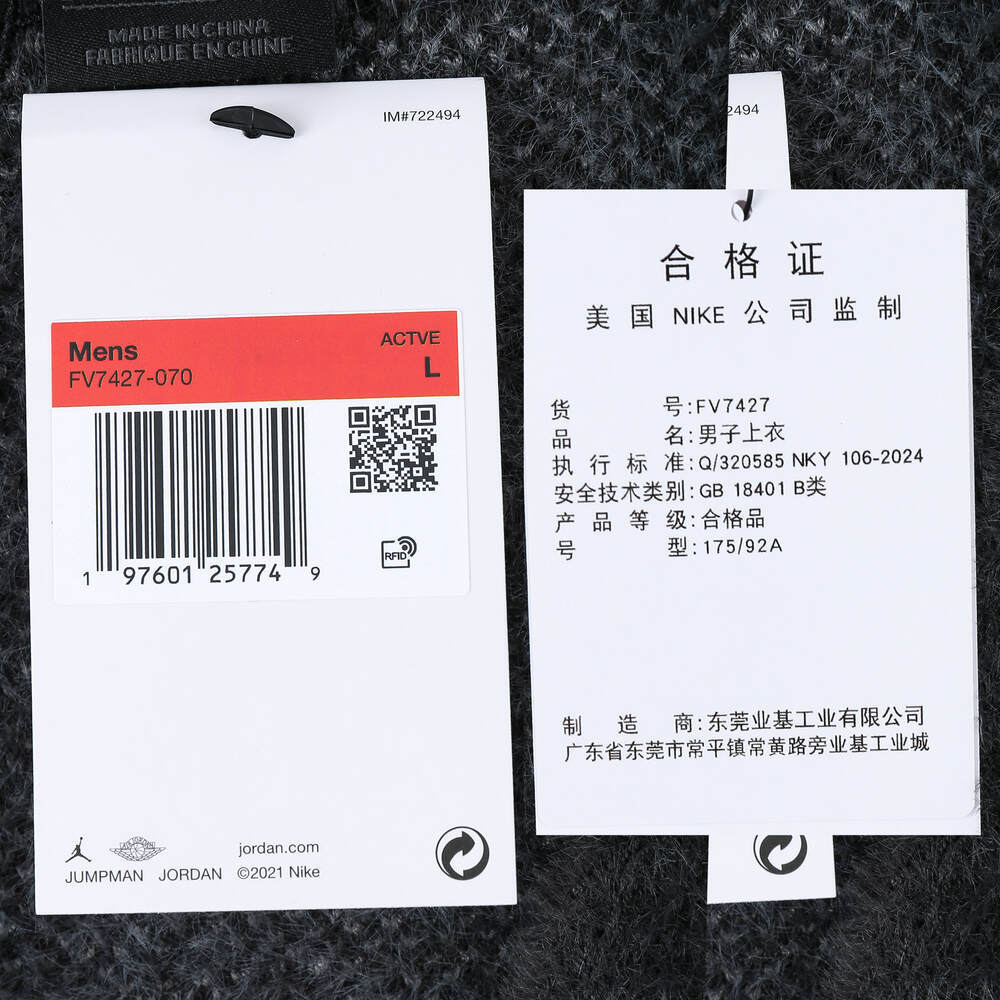 MADE IN CHINA
FABRIQUE EN CHINE
IM#722494
Mens
FV7427-070
ACTVE
L
RFID
1 97601 25774 9
JUMPMAN JORDAN
jordan.com
©2021 Nike
2494
合格证
美国 NIKE 公司监制
货号:FV7427
品名:男子上衣
执行标准:Q/320585 NKY 106-2024
安全技术类别:GB 18401 B类
产品等级:合格品
号型:175/92A
制造商:东莞业基工业有限公司
广东省东莞市常平镇常黄路旁业基工业城